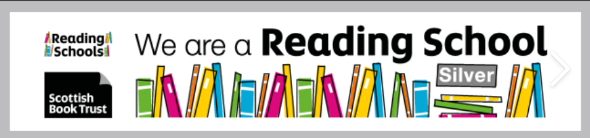 Reading
Schools
We are a Reading School
Silver
Scottish
Book Trust